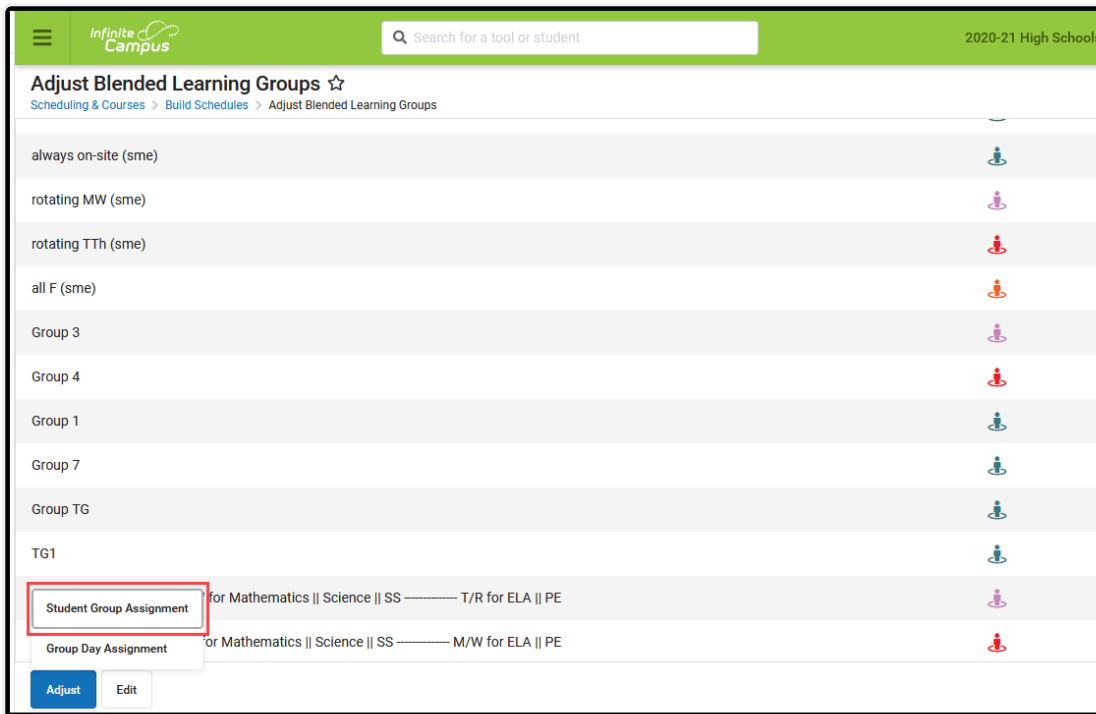 Infinite Campus
Search for a tool or student
2020-21 High Schools
Adjust Blended Learning Groups
Scheduling & Courses > Build Schedules > Adjust Blended Learning Groups
always on-site (sme)
rotating MW (sme)
rotating TTh (sme)
all F (sme)
Group 3
Group 4
Group 1
Group 7
Group TG
TG1
for Mathematics || Science || SS ------------- T/R for ELA || PE
Student Group Assignment
for Mathematics || Science || SS ------------- M/W for ELA || PE
Group Day Assignment
Adjust
Edit